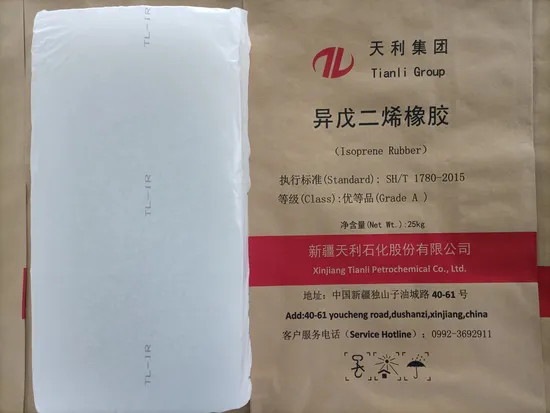 TL-IR
TL-IR
TL-IR
天利集团
Tianli Group
异戊二烯橡胶
(Isoprene Rubber)
执行标准(Standard): SH/T 1780-2015
等级(Class):优等品(Grade A )
净含量(Net Wt.):25kg
新疆天利石化股份有限公司
Xinjiang Tianli Petrochemical Co., Ltd.
地址：中国新疆独山子油城路 40-61 号
Add:40-61 youcheng road,dushanzi,xinjiang,china
客户服务电话（Service Hotline）：0992-3692911